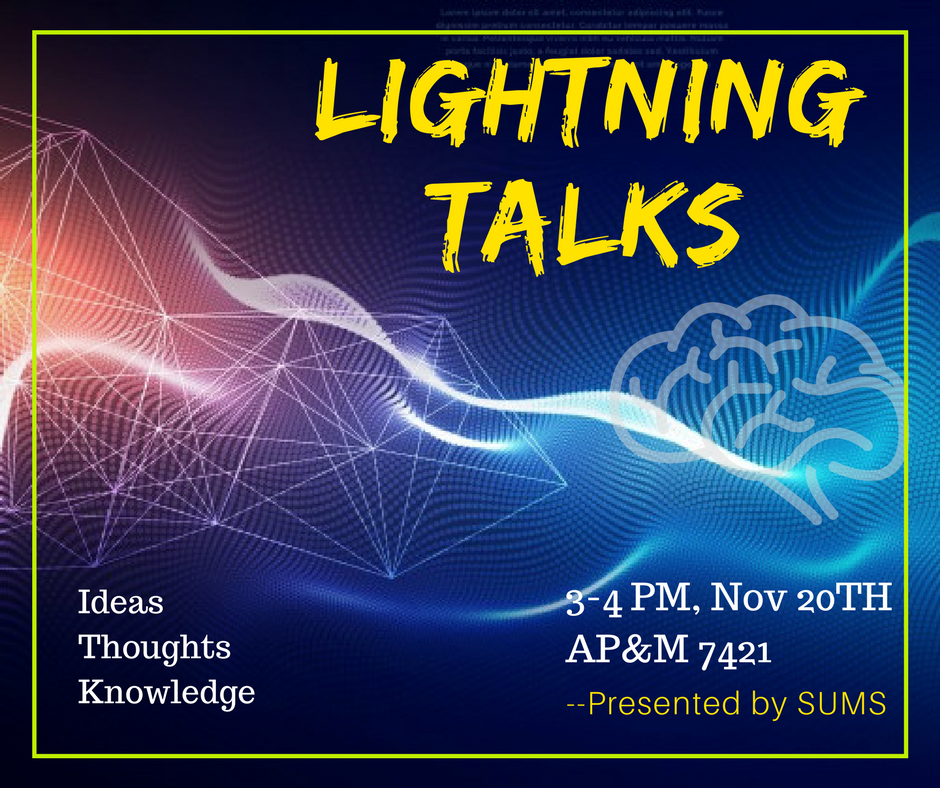 LIGHTNING
TALKS
Ideas
Thoughts
Knowledge
3-4 PM, Nov 20TH
AP&M 7421
--Presented by SUMS